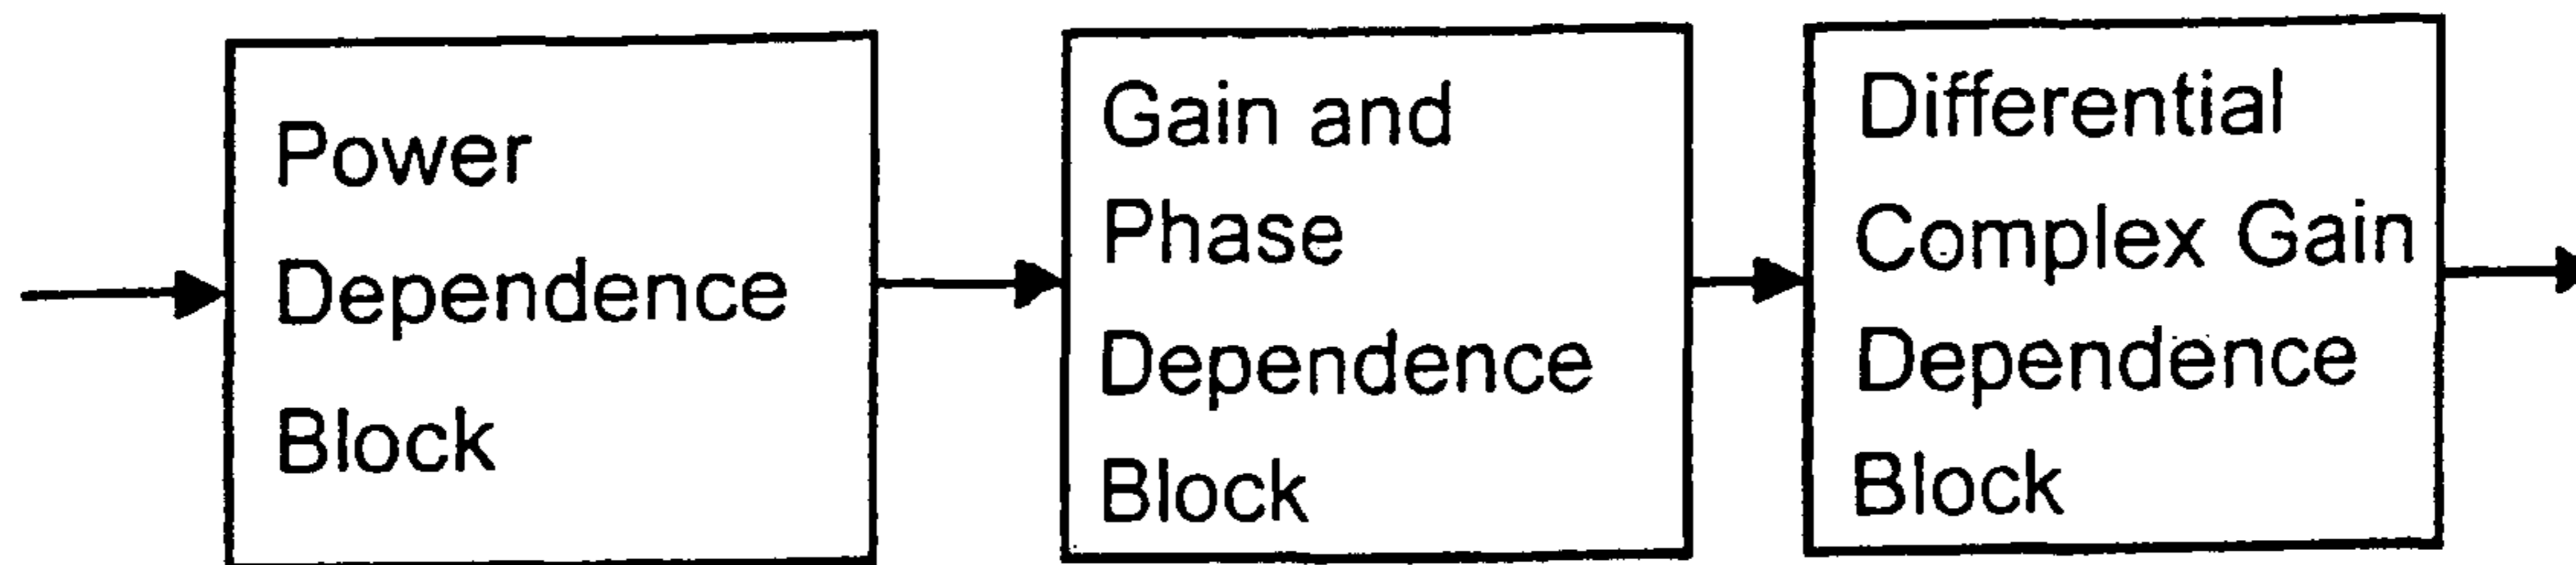 Power
Dependence
Block
Gain and
Phase
Dependence
Block
Differential
Complex Gain
Dependence
Block